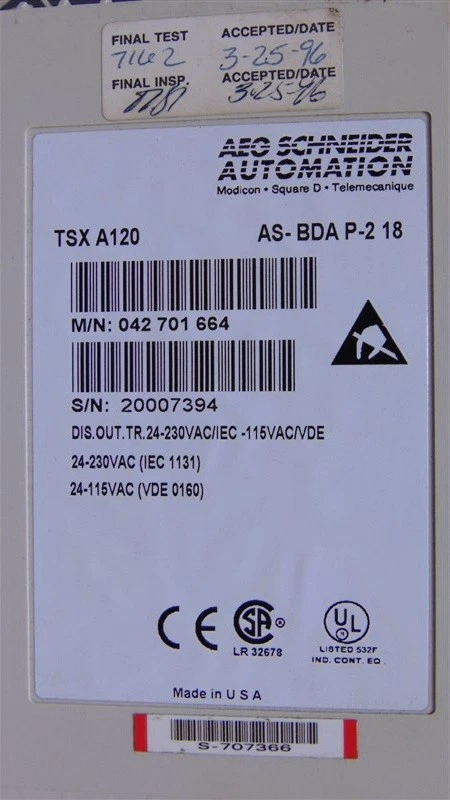 FINAL TEST ACCEPTED/DATE
7162 3-25-96
FINAL INSP. ACCEPTED/DATE
3-25-96
AEG SCHNEIDER
AUTOMATION
Modicon • Square D • Telemecanique
TSX A120 AS- BDA P-2 18
M/N: 042 701 664
S/N: 20007394
DIS.OUT.TR.24-230VAC/IEC -115VAC/VDE
24-230VAC (IEC 1131)
24-115VAC (VDE 0160)
CE SA ® UL
LR 32678 LISTED 532F
IND. CONT. EQ.
Made in U S A
S-707366